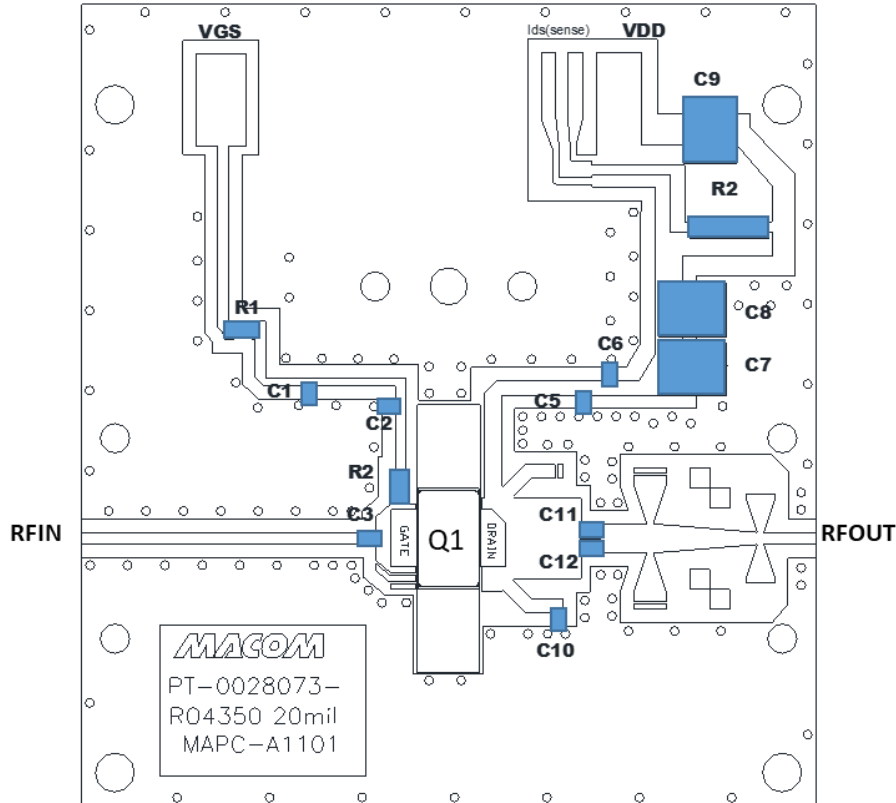 VGS
Ids(sense)
VDD
C9
R2
R1
C8
C6
C7
C1
C5
C2
R2
C3
C11
RFIN
GATE
Q1
DRAIN
RFOUT
C12
C10
MACOM
PT-0028073-
RO4350 20mil
MAPC-A1101